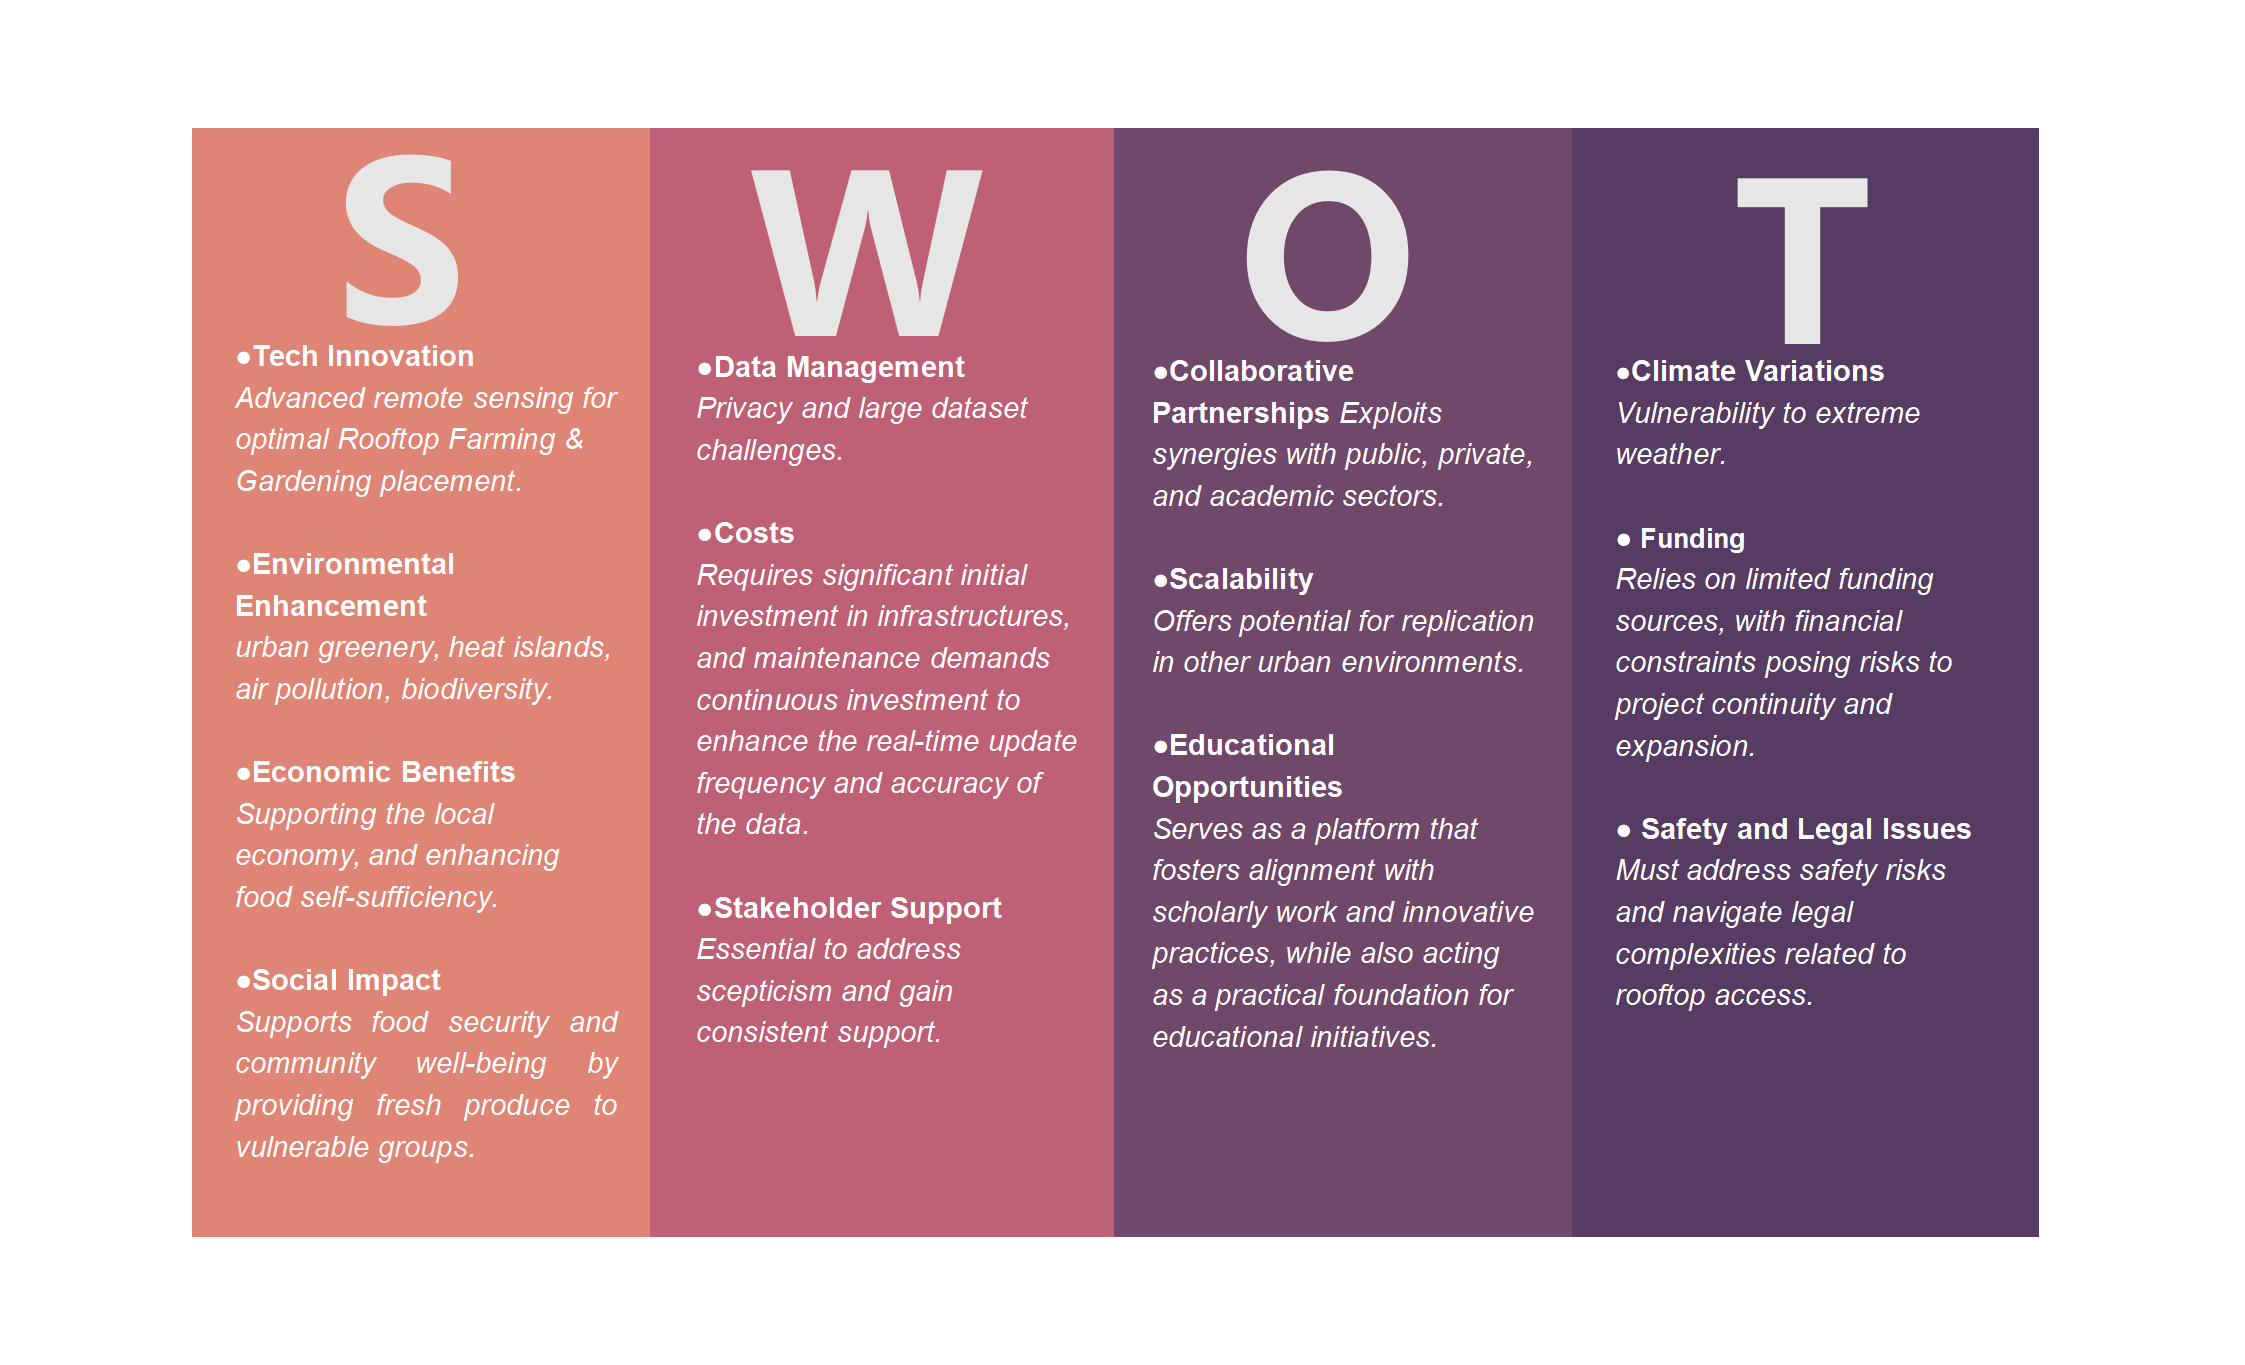 S
●Tech Innovation
Advanced remote sensing for
optimal Rooftop Farming &
Gardening placement.
●Environmental
Enhancement
urban greenery, heat islands,
air pollution, biodiversity.
●Economic Benefits
Supporting the local
economy, and enhancing
food self-sufficiency.
●Social Impact
Supports food security and
community well-being by
providing fresh produce to
vulnerable groups.
W
●Data Management
Privacy and large dataset
challenges.
●Costs
Requires significant initial
investment in infrastructures,
and maintenance demands
continuous investment to
enhance the real-time update
frequency and accuracy of
the data.
●Stakeholder Support
Essential to address
scepticism and gain
consistent support.
O
●Collaborative
Partnerships Exploits
synergies with public, private,
and academic sectors.
●Scalability
Offers potential for replication
in other urban environments.
●Educational
Opportunities
Serves as a platform that
fosters alignment with
scholarly work and innovative
practices, while also acting
as a practical foundation for
educational initiatives.
T
●Climate Variations
Vulnerability to extreme
weather.
● Funding
Relies on limited funding
sources, with financial
constraints posing risks to
project continuity and
expansion.
● Safety and Legal Issues
Must address safety risks
and navigate legal
complexities related to
rooftop access.